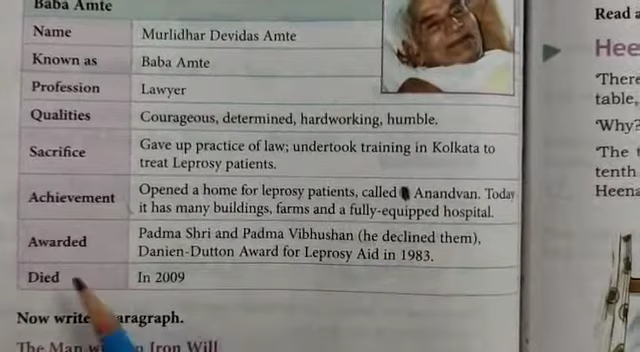 Baba Amte
Name Murlidhar Devidas Amte
Known as Baba Amte
Profession Lawyer
Qualities Courageous, determined, hardworking, humble.
Sacrifice Gave up practice of law; undertook training in Kolkata to
treat Leprosy patients.
Achievement Opened a home for leprosy patients, called Anandvan. Today
it has many buildings, farms and a fully-equipped hospital.
Awarded Padma Shri and Padma Vibhushan (he declined them),
Danien-Dutton Award for Leprosy Aid in 1983.
Died In 2009
Now write paragraph.
The Man Iron Will
Read a
Hee
'There
table,
'Why?
'The t
tenth
Heena